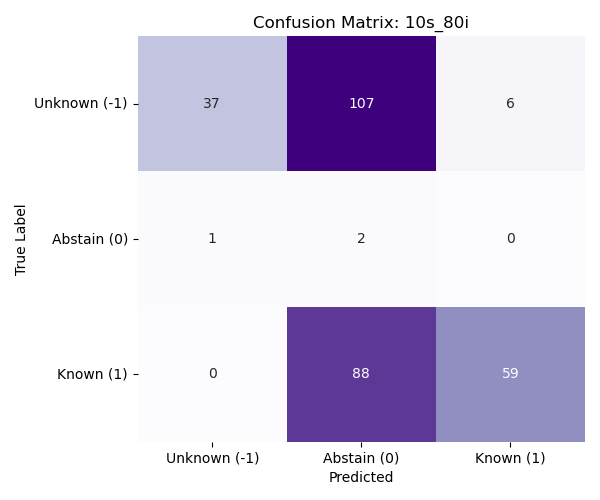 Confusion Matrix: 10s_80i
True Label
Unknown (-1) 37 107 6
Abstain (0) 1 2 0
Known (1) 0 88 59
Unknown (-1) Abstain (0) Known (1)
Predicted